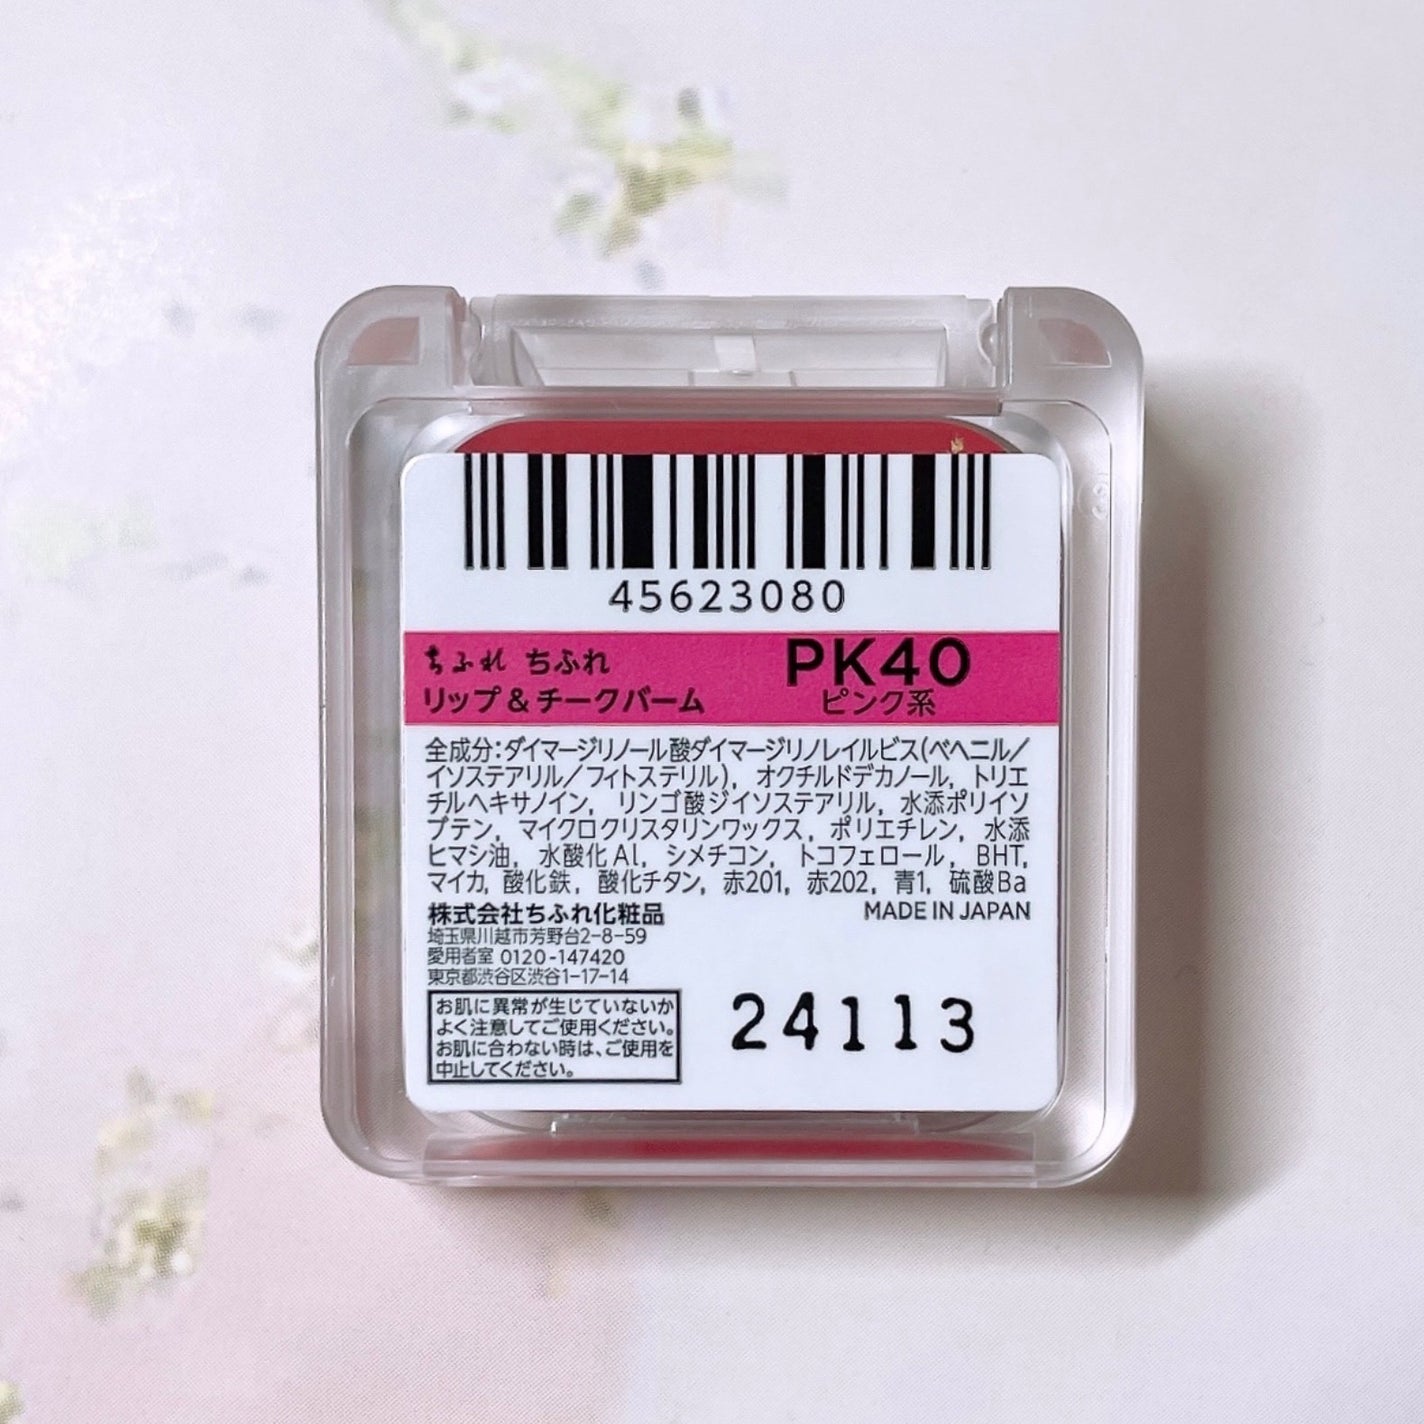 45623080
ちふれ ちふれ
リップ&チークバーム
PK40
ピンク系
全成分:ダイマージリノール酸ダイマージリノレイルビス(ベヘニル/
イソステアリル/フィトステリル), オクチルドデカノール, トリエ
チルヘキサノイン, リンゴ酸ジイソステアリル, 水添ポリイソ
ブテン, マイクロクリスタリンワックス, ポリエチレン, 水添
ヒマシ油, 水酸化Al, シメチコン, トコフェロール, BHT,
マイカ, 酸化鉄, 酸化チタン, 赤201, 赤202, 青1, 硫酸Ba
株式会社ちふれ化粧品
MADE IN JAPAN
埼玉県川越市芳野台2-8-59
愛用者室 0120-147420
東京都渋谷区渋谷1-17-14
お肌に異常が生じていないか
よく注意してご使用ください。
お肌に合わない時は、ご使用を
中止してください。
24113